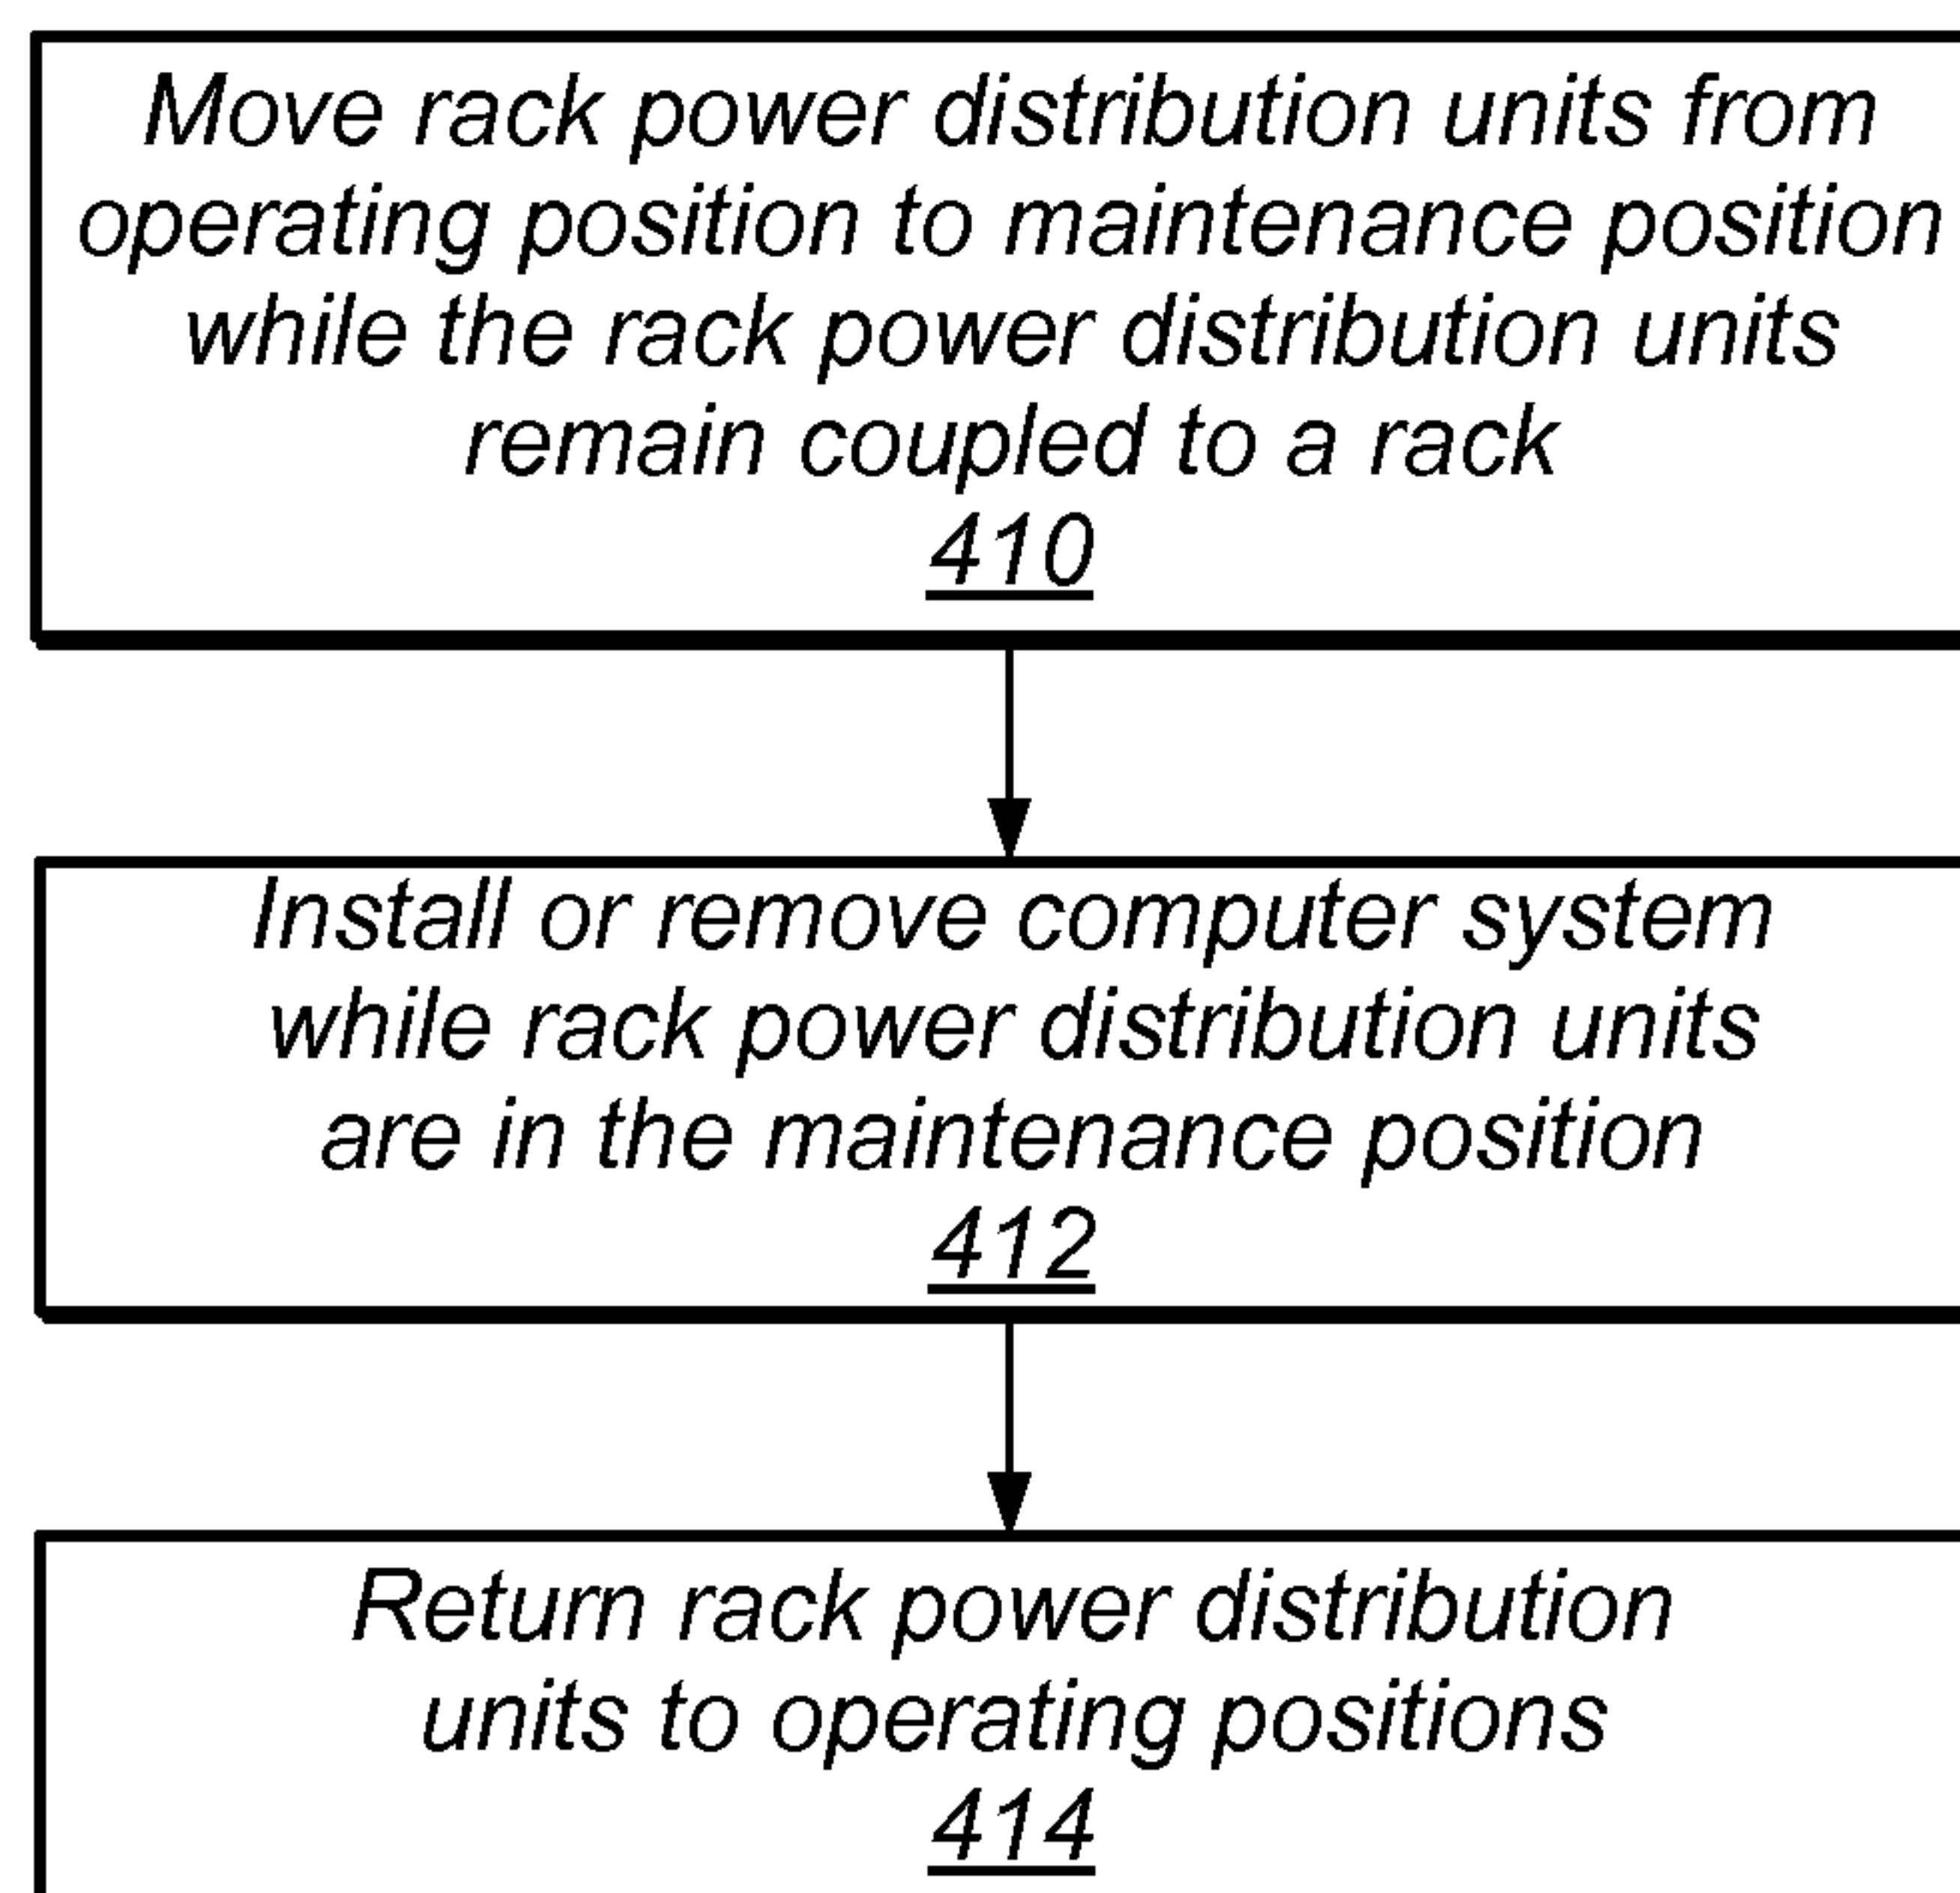 Move rack power distribution units from
operating position to maintenance position
while the rack power distribution units
remain coupled to a rack
410
Install or remove computer system
while rack power distribution units
are in the maintenance position
412
Return rack power distribution
units to operating positions
414